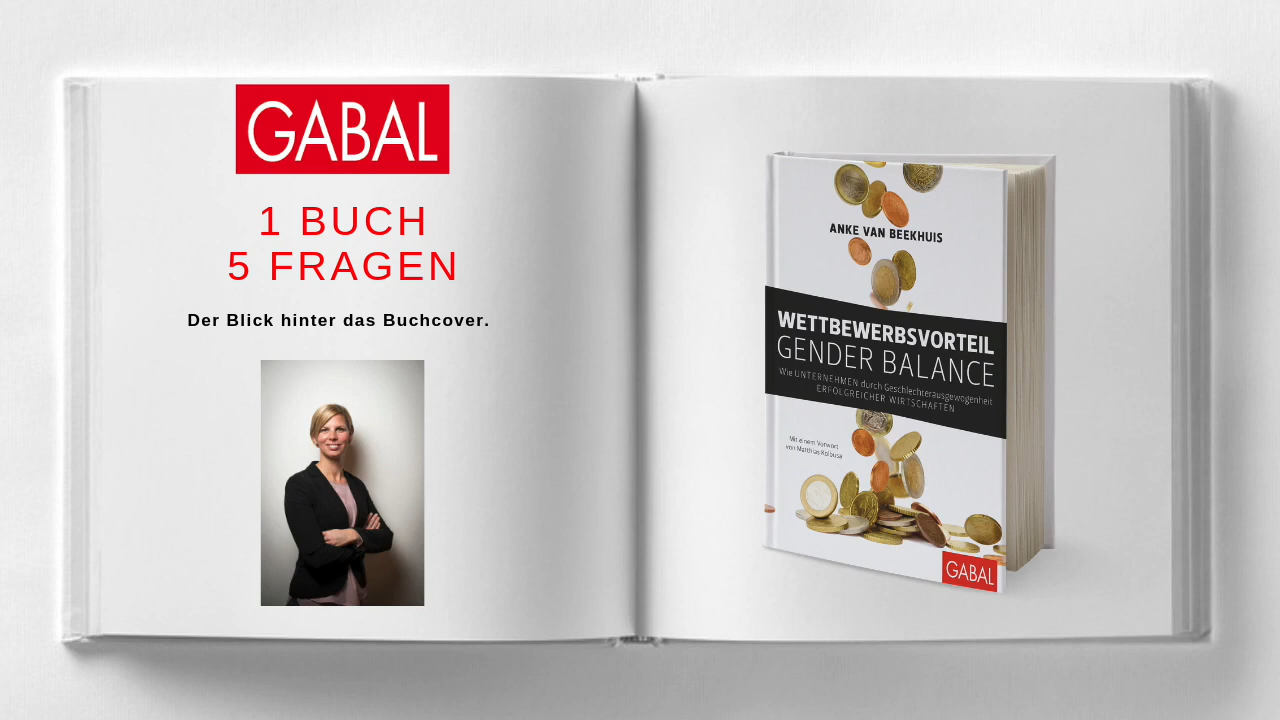 GABAL
1 BUCH
5 FRAGEN
Der Blick hinter das Buchcover.
ANKE VAN BEEKHUIS
WETTBEWERBSVORTEIL
GENDER BALANCE
Wie UNTERNEHMEN durch Geschlechterausgewogenheit
ERFOLGREICHER WIRTSCHAFTEN
Mit einem Vorwort
von Matthias Kolbusa
GABAL